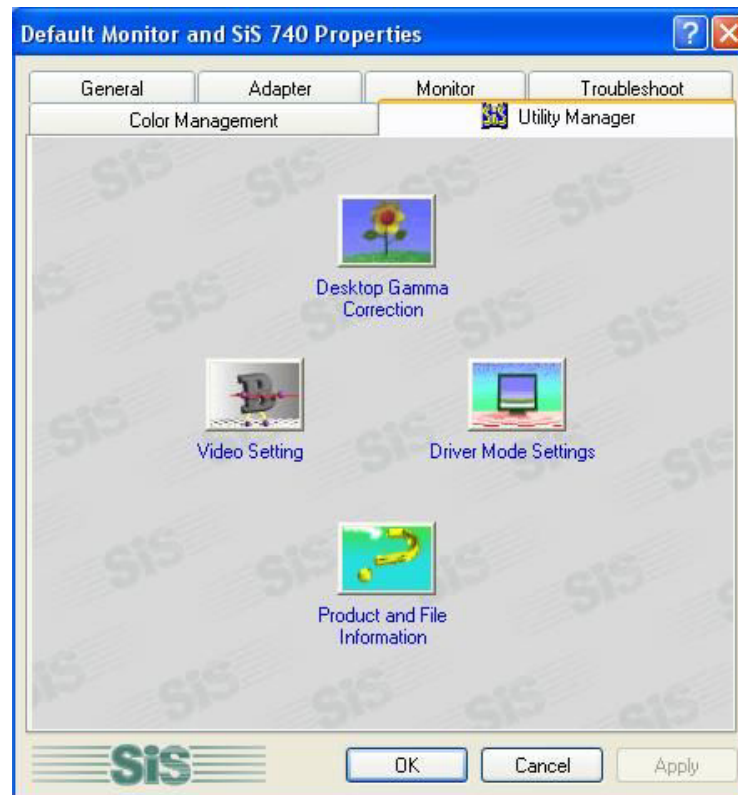 Default Monitor and SiS 740 Properties
General Adapter Monitor Troubleshoot
Color Management SiS Utility Manager
Desktop Gamma
Correction
Video Setting Driver Mode Settings
Product and File
Information
SiS OK Cancel Apply